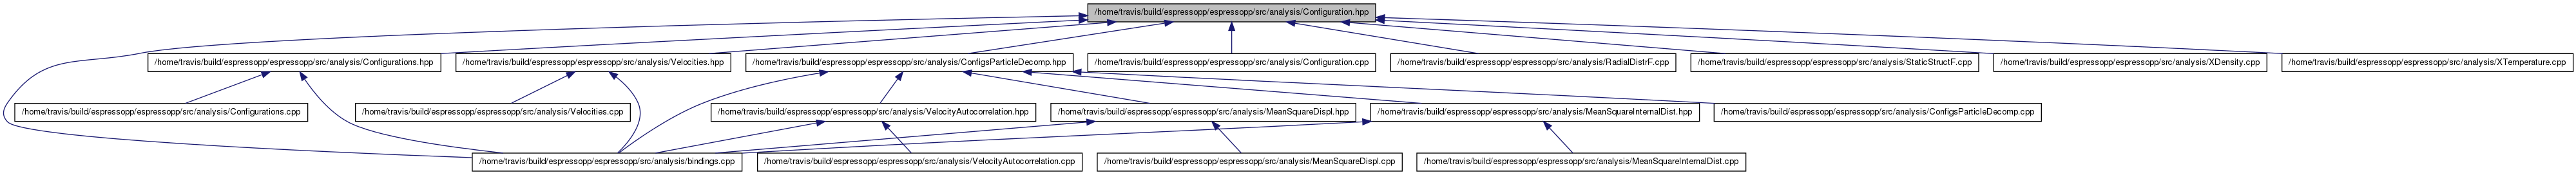 /home/travis/build/espressopp/espressopp/src/analysis/Configuration.hpp
/home/travis/build/espressopp/espressopp/src/analysis/Configurations.hpp
/home/travis/build/espressopp/espressopp/src/analysis/Velocities.hpp
/home/travis/build/espressopp/espressopp/src/analysis/ConfigsParticleDecomp.hpp
/home/travis/build/espressopp/espressopp/src/analysis/Configuration.cpp
/home/travis/build/espressopp/espressopp/src/analysis/RadialDistrF.cpp
/home/travis/build/espressopp/espressopp/src/analysis/StaticStructF.cpp
/home/travis/build/espressopp/espressopp/src/analysis/XDensity.cpp
/home/travis/build/espressopp/espressopp/src/analysis/XTemperature.cpp
/home/travis/build/espressopp/espressopp/src/analysis/Configurations.cpp
/home/travis/build/espressopp/espressopp/src/analysis/Velocities.cpp
/home/travis/build/espressopp/espressopp/src/analysis/VelocityAutocorrelation.hpp
/home/travis/build/espressopp/espressopp/src/analysis/MeanSquareDispl.hpp
/home/travis/build/espressopp/espressopp/src/analysis/MeanSquareInternalDist.hpp
/home/travis/build/espressopp/espressopp/src/analysis/ConfigsParticleDecomp.cpp
/home/travis/build/espressopp/espressopp/src/analysis/bindings.cpp
/home/travis/build/espressopp/espressopp/src/analysis/VelocityAutocorrelation.cpp
/home/travis/build/espressopp/espressopp/src/analysis/MeanSquareDispl.cpp
/home/travis/build/espressopp/espressopp/src/analysis/MeanSquareInternalDist.cpp